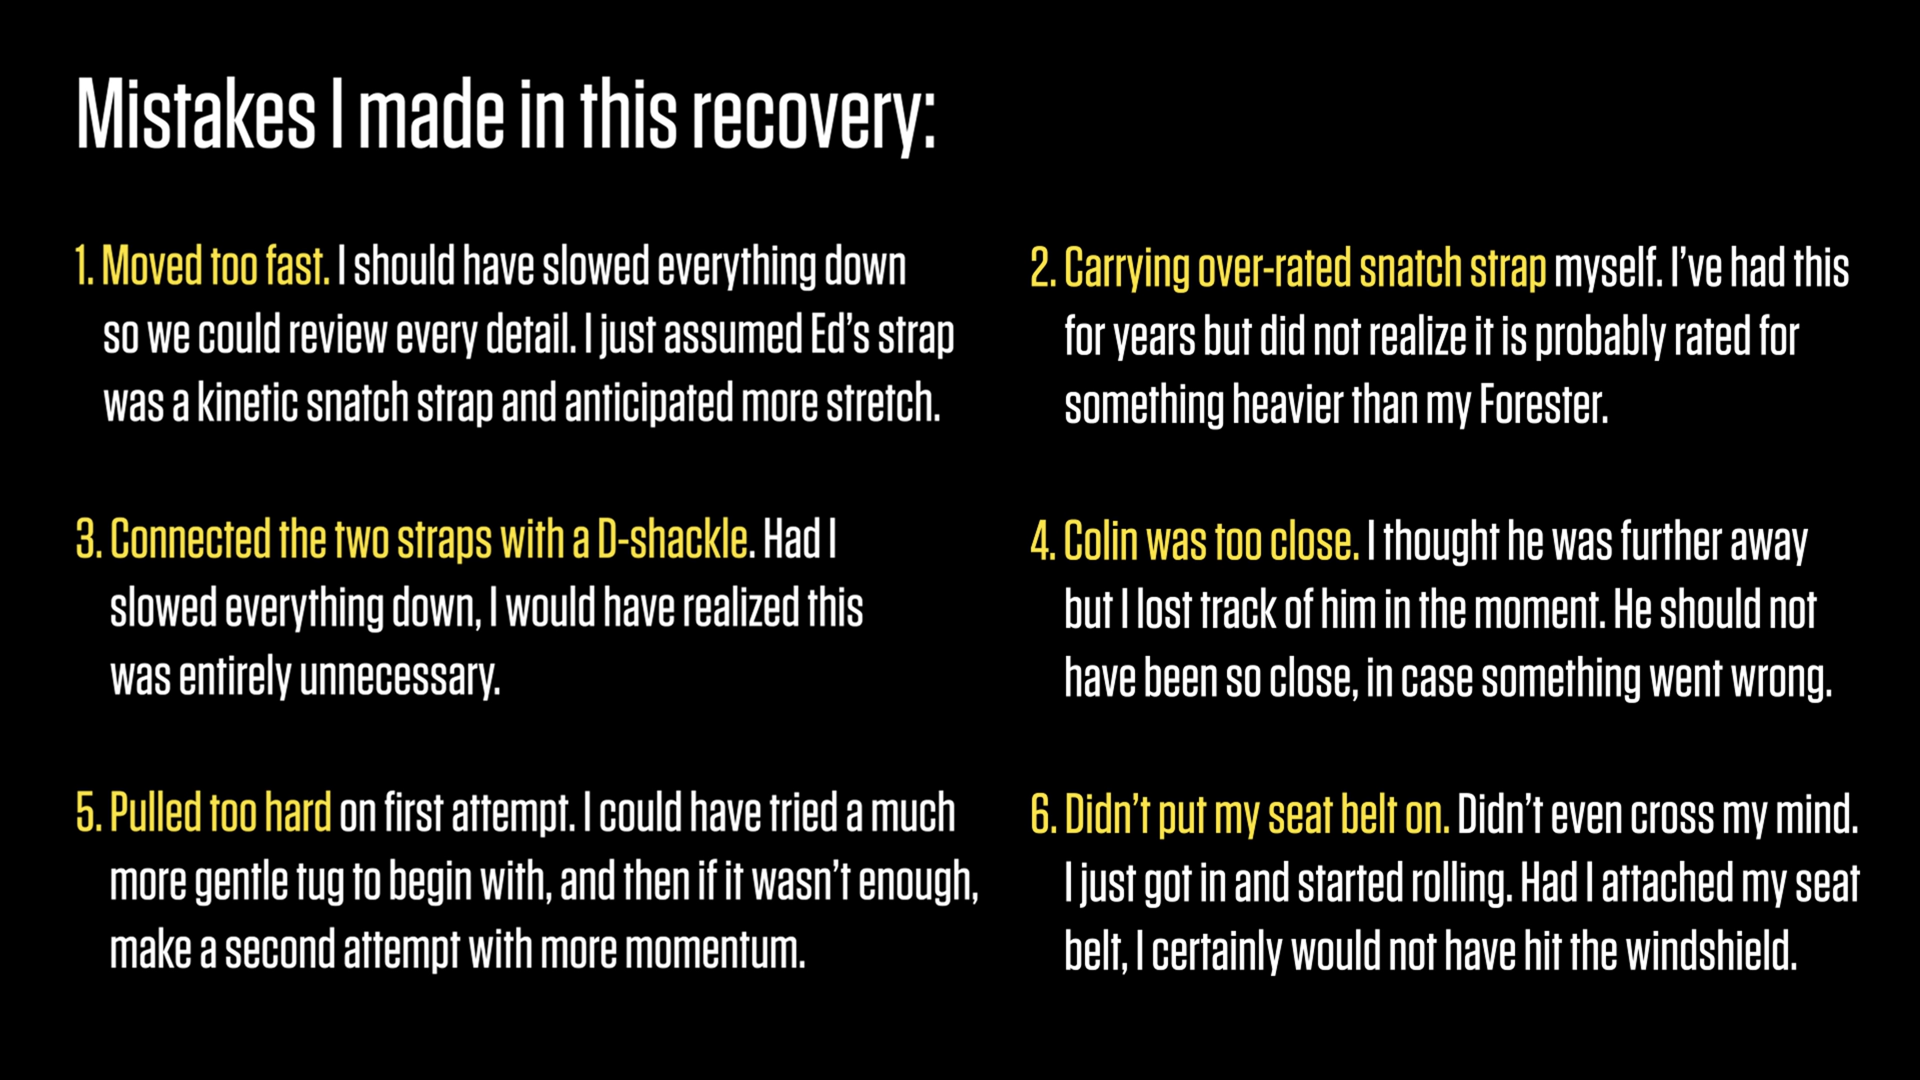 Mistakes I made in this recovery:
1. Moved too fast. I should have slowed everything down
so we could review every detail. I just assumed Ed’s strap
was a kinetic snatch strap and anticipated more stretch.
2. Carrying over-rated snatch strap myself. I’ve had this
for years but did not realize it is probably rated for
something heavier than my Forester.
3. Connected the two straps with a D-shackle. Had I
slowed everything down, I would have realized this
was entirely unnecessary.
4. Colin was too close. I thought he was further away
but I lost track of him in the moment. He should not
have been so close, in case something went wrong.
5. Pulled too hard on first attempt. I could have tried a much
more gentle tug to begin with, and then if it wasn’t enough,
make a second attempt with more momentum.
6. Didn’t put my seat belt on. Didn’t even cross my mind.
I just got in and started rolling. Had I attached my seat
belt, I certainly would not have hit the windshield.